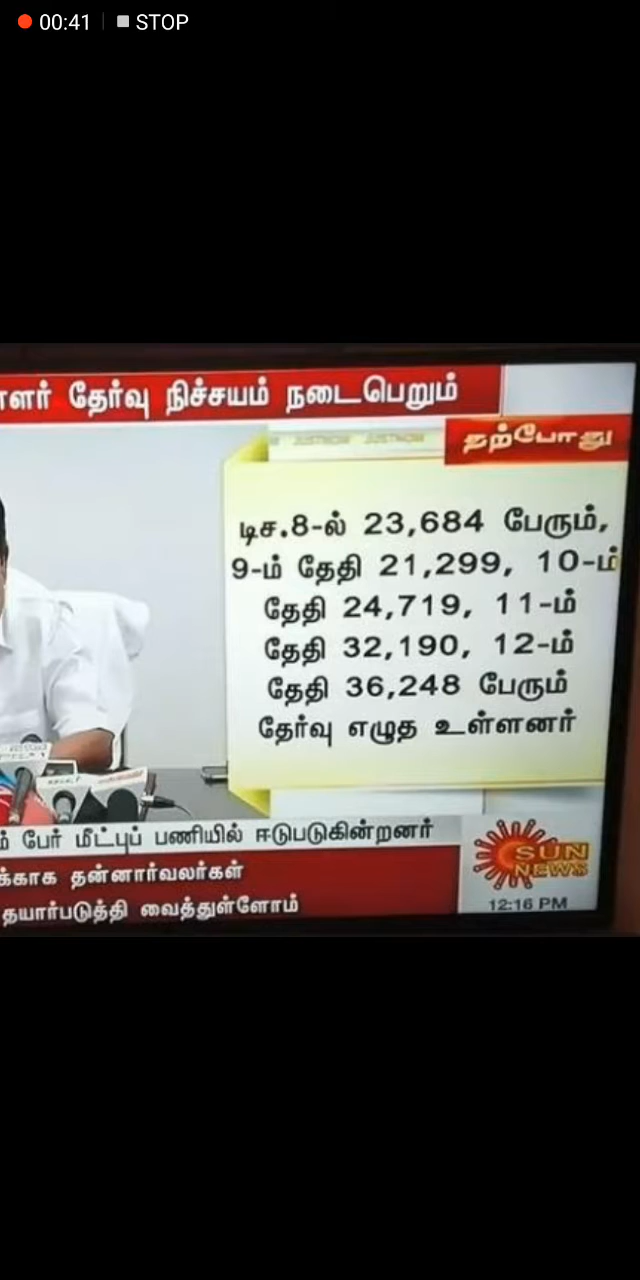 00:41 STOP
தேர்வு நிச்சயம் நடைபெறும்
தற்போது
டிச.8-ல் 23,684 பேரும்,
9-ம் தேதி 21,299, 10-ம்
தேதி 24,719, 11-ம்
தேதி 32,190, 12-ம்
தேதி 36,248 பேரும்
தேர்வு எழுத உள்ளனர்
பேர் மீட்புப் பணியில் ஈடுபடுகின்றனர்
தன்னார்வலர்கள்
தயார்படுத்தி வைத்துள்ளோம்
SUN
NEWS
12:16 PM